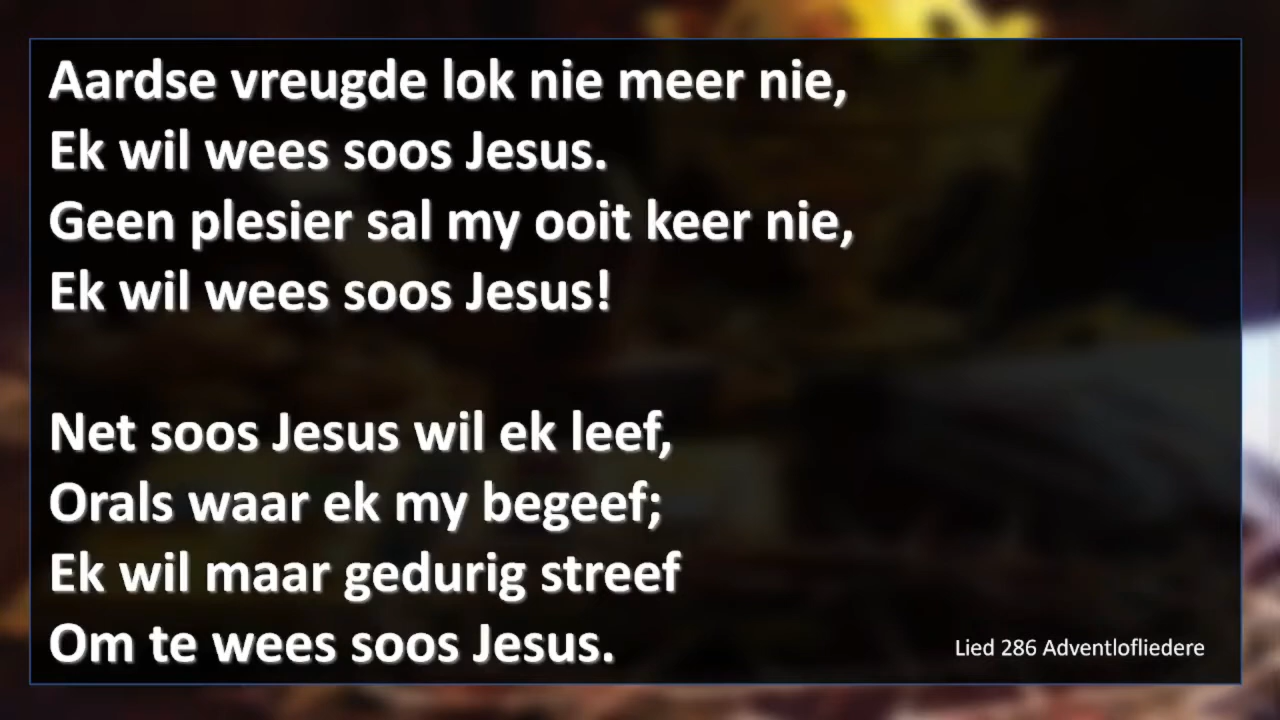 Aardse vreugde lok nie meer nie,
Ek wil wees soos Jesus.
Geen plesier sal my ooit keer nie,
Ek wil wees soos Jesus!
Net soos Jesus wil ek leef,
Orals waar ek my begeef;
Ek wil maar gedurig streef
Om te wees soos Jesus.
Lied 286 Adventlofliedere